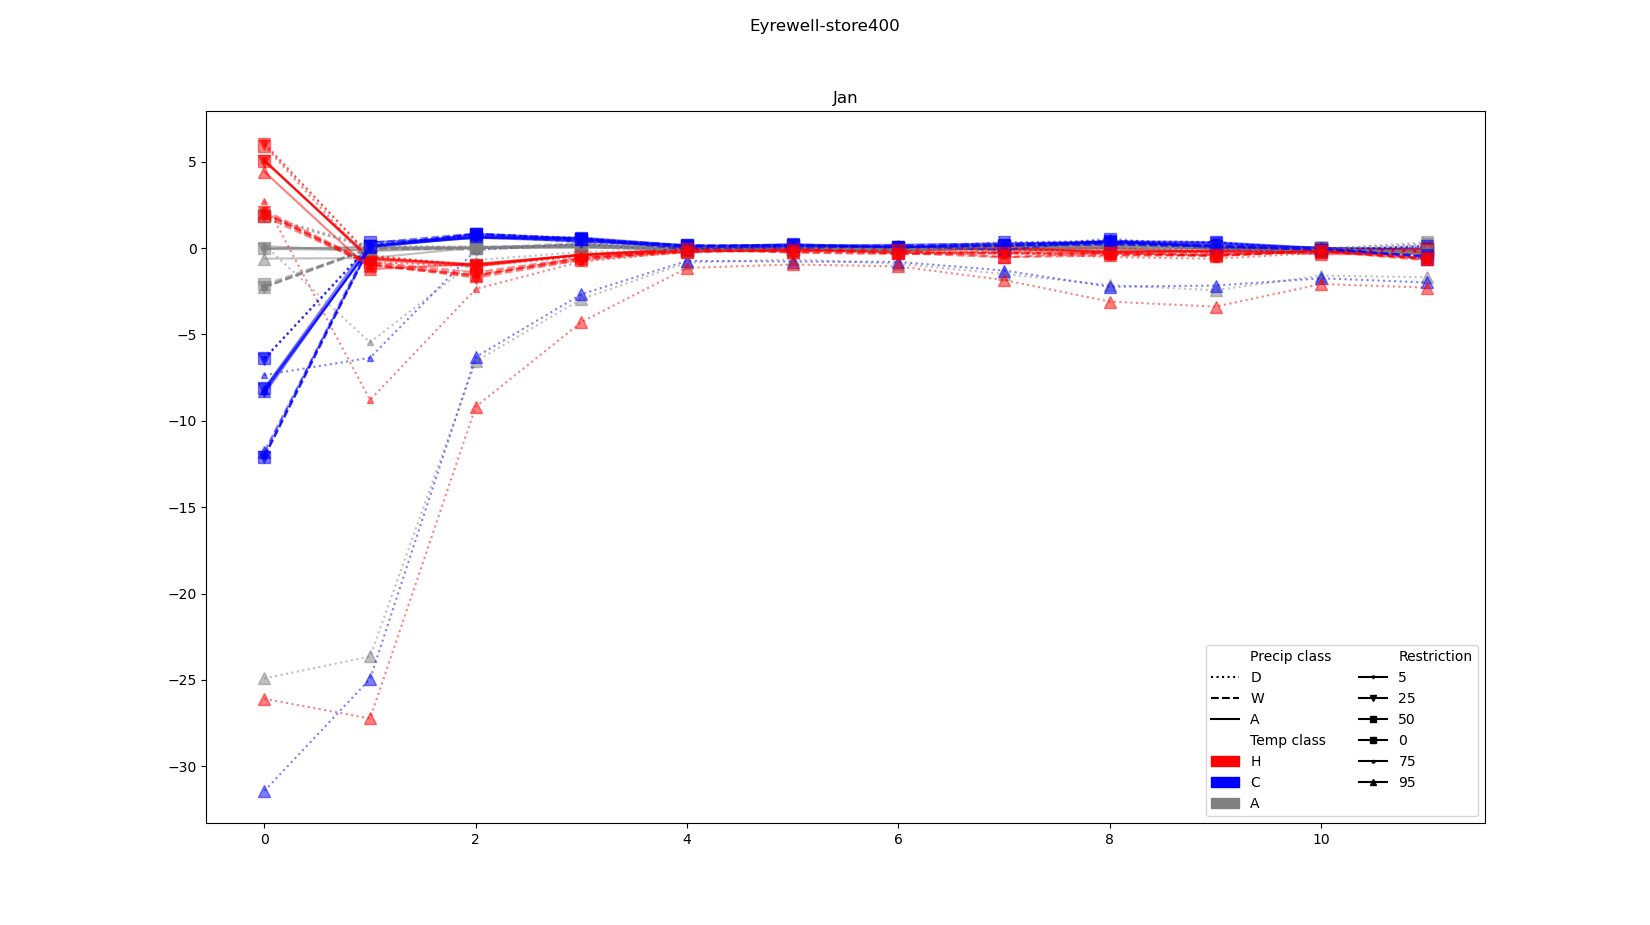 Eyrewell-store400
Jan
5
0
−5
−10
−15
−20
−25
−30
0 2 4 6 8 10
Precip class
D
W
A
Temp class
H
C
A
Restriction
5
25
50
0
75
95